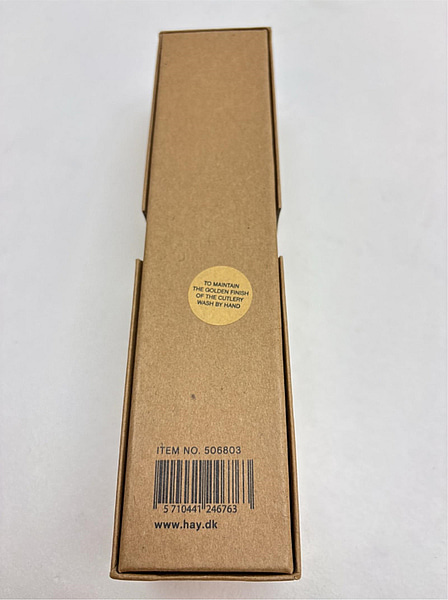 TO MAINTAIN
THE GOLDEN FINISH
OF THE CUTLERY
WASH BY HAND
ITEM NO. 506803
5 710441 246763
www.hay.dk